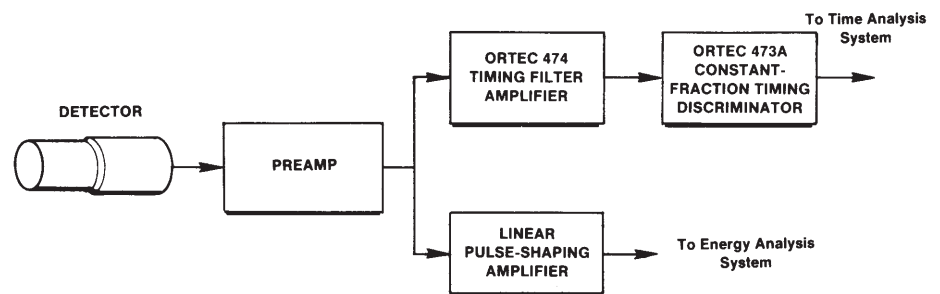 To Time Analysis
System
ORTEC 474
TIMING FILTER
AMPLIFIER
ORTEC 473A
CONSTANT-
FRACTION TIMING
DISCRIMINATOR
DETECTOR
PREAMP
LINEAR
PULSE-SHAPING
AMPLIFIER
To Energy Analysis
System